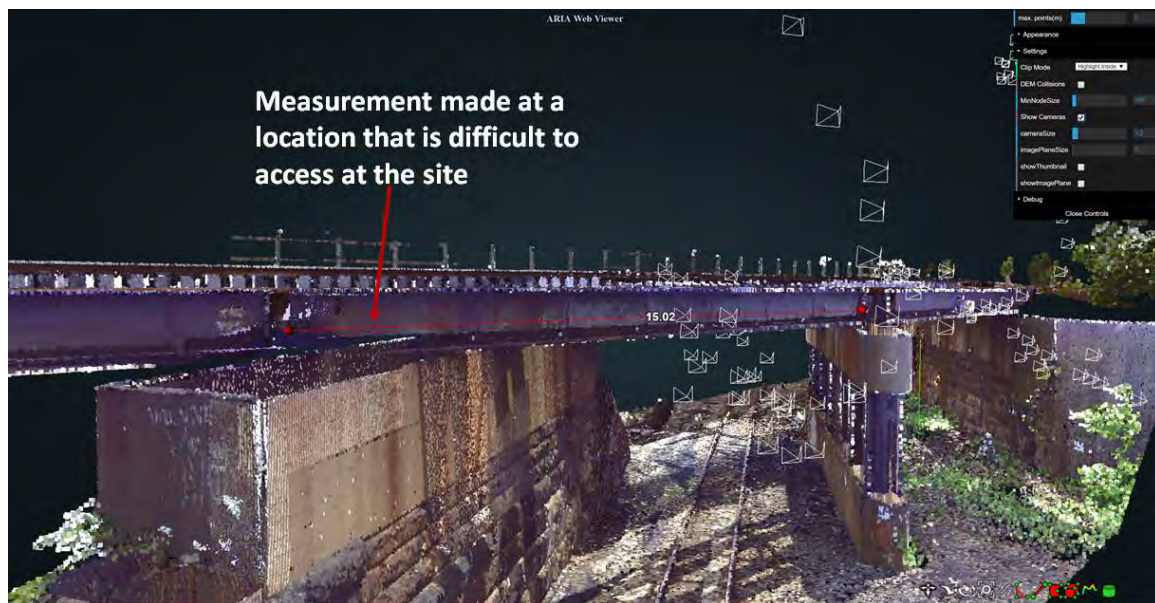 ARIA Web Viewer
max. points(m)
Appearance
Settings
Clip Mode
Highlight Inside
DEM Collisions
MinNodeSize
Show Cameras
cameraSize
imagePlaneSize
showThumbnail
showImagePlane
Debug
Close Controls
Measurement made at a
location that is difficult to
access at the site
15.02